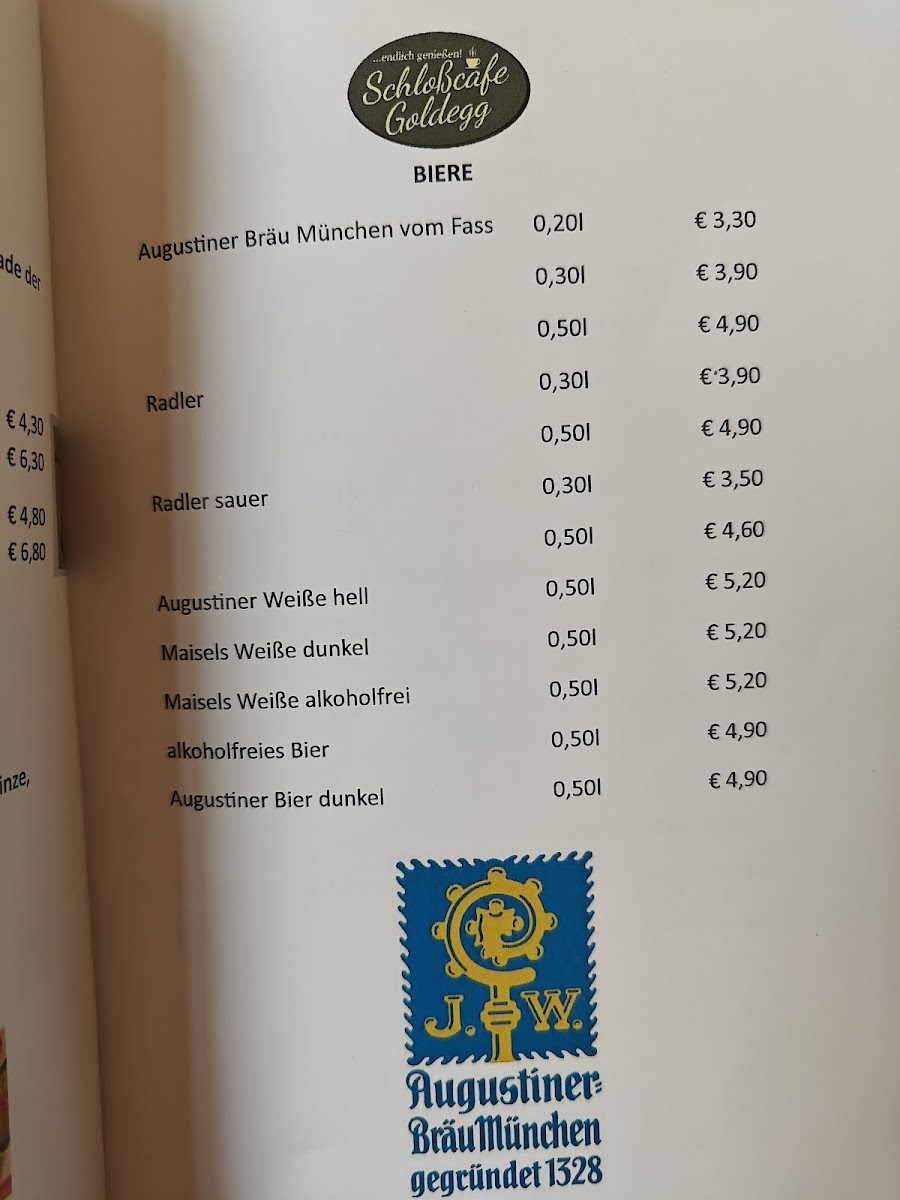 ...endlich genießen!
Schloßcafe
Goldegg
BIERE
Augustiner Bräu München vom Fass 0,20l € 3,30
0,30l € 3,90
0,50l € 4,90
Radler 0,30l € 3,90
0,50l € 4,90
Radler sauer 0,30l € 3,50
0,50l € 4,60
Augustiner Weiße hell 0,50l € 5,20
Maisels Weiße dunkel 0,50l € 5,20
Maisels Weiße alkoholfrei 0,50l € 5,20
alkoholfreies Bier 0,50l € 4,90
Augustiner Bier dunkel 0,50l € 4,90
J. W.
Augustiner-
Bräu München
gegründet 1328
der
€ 4,30
€ 6,30
€ 4,80
€ 6,80